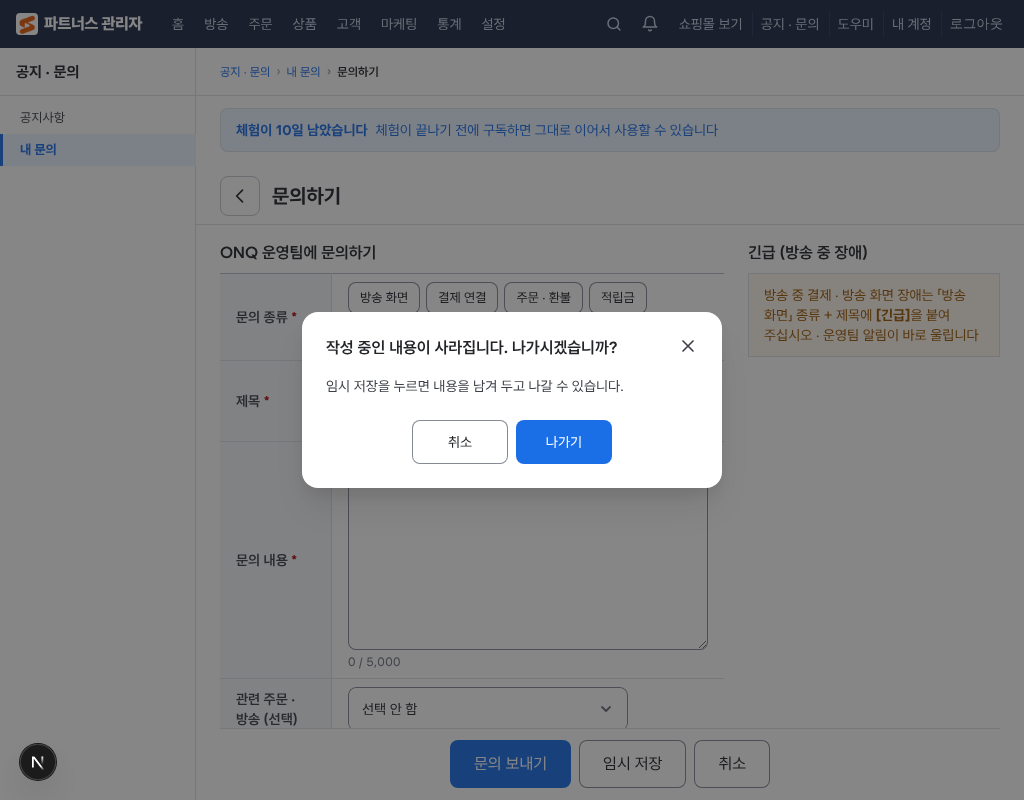 파트너스 관리자
홈 방송 주문 상품 고객 마케팅 통계 설정
쇼핑몰 보기 공지 · 문의 도우미 내 계정 로그아웃
공지 · 문의
공지사항
내 문의
공지 · 문의 › 내 문의 › 문의하기
체험이 10일 남았습니다 체험이 끝나기 전에 구독하면 그대로 이어서 사용할 수 있습니다
문의하기
ONQ 운영팀에 문의하기
문의 종류 *
방송 화면 결제 연결 주문 · 환불 적립금
제목 *
작성 중인 내용이 사라집니다. 나가시겠습니까?
임시 저장을 누르면 내용을 남겨 두고 나갈 수 있습니다.
취소 나가기
문의 내용 *
0 / 5,000
관련 주문 ·
방송 (선택)
선택 안 함
문의 보내기 임시 저장 취소
긴급 (방송 중 장애)
방송 중 결제 · 방송 화면 장애는 「방송
화면」 종류 + 제목에 [긴급]을 붙여
주십시오 · 운영팀 알림이 바로 울립니다
N